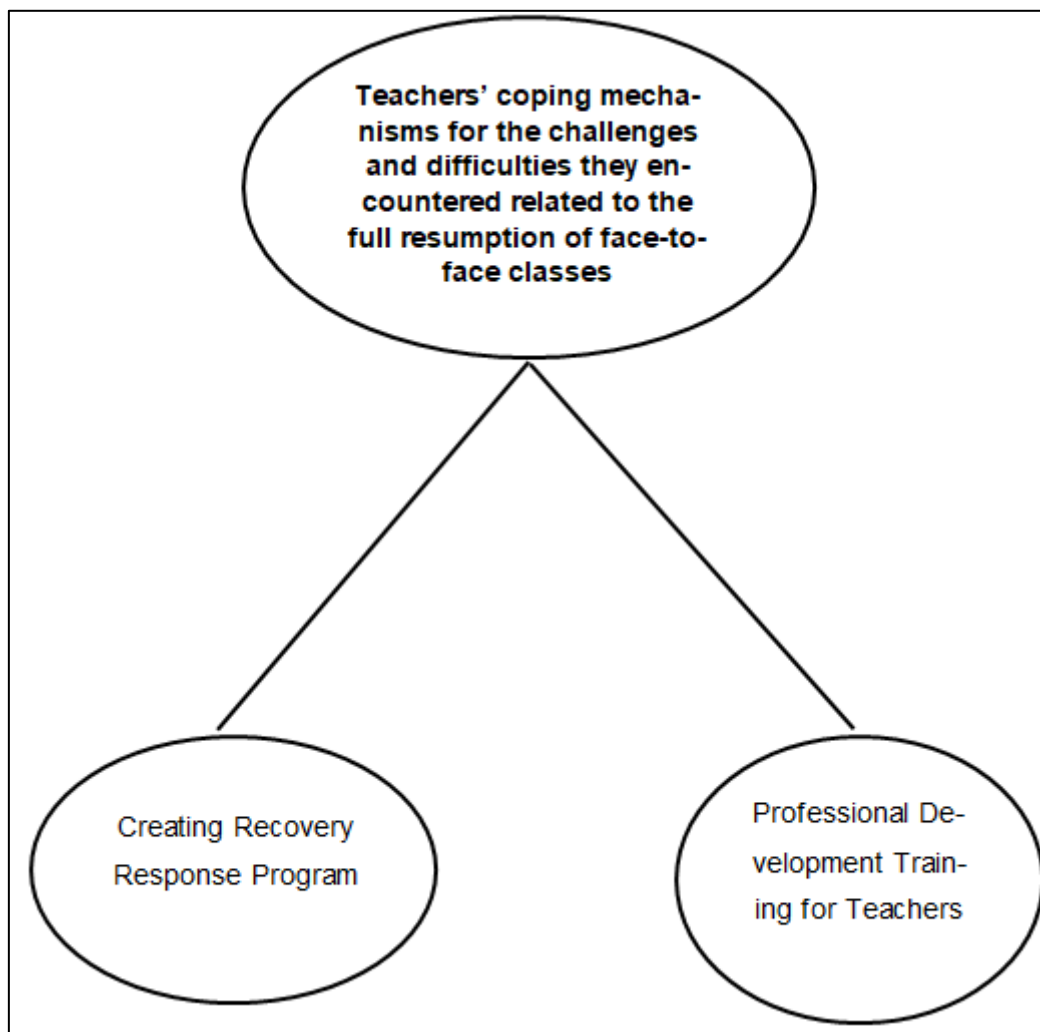 Teachers’ coping mecha-
nisms for the challenges
and difficulties they en-
countered related to the
full resumption of face-to-
face classes
Creating Recovery
Response Program
Professional De-
velopment Train-
ing for Teachers